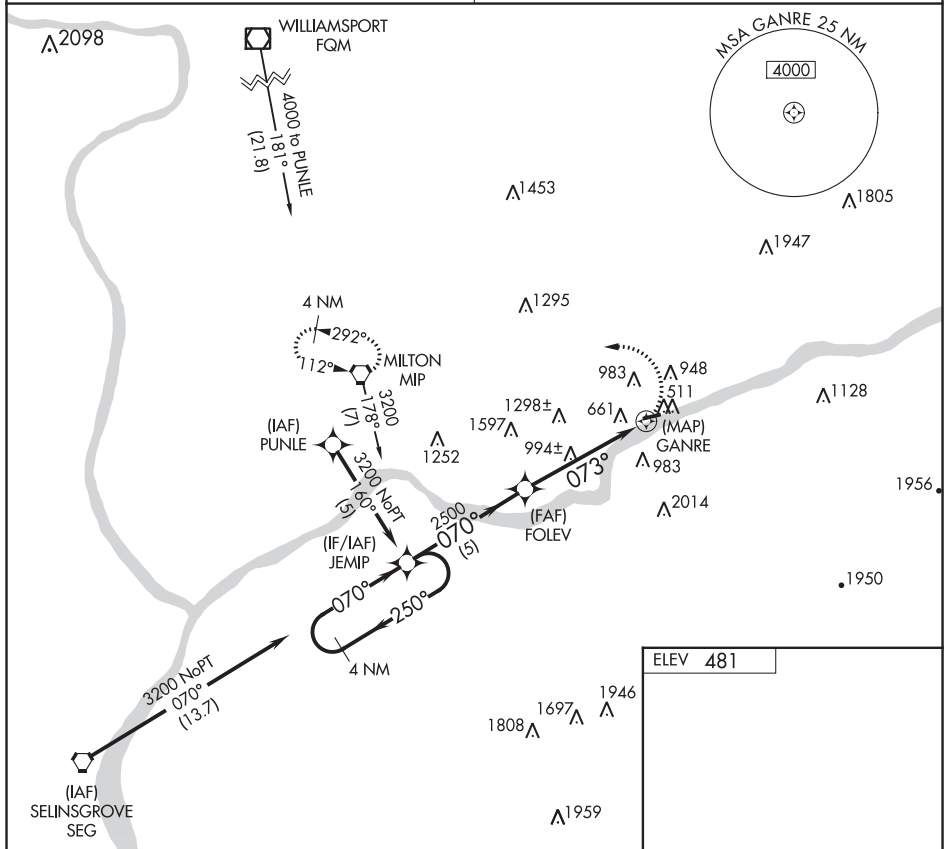 2098
WILLIAMSPORT
FQM
4000 to PUNLE
181°
(21.8)
MSA GANRE 25 NM
4000
1453
1805
1947
1295
4 NM
292°
112°
MILTON
MIP
3200
178°
(7)
983
948
511
1128
1298±
661
1597
(MAP)
GANRE
(IAF)
PUNLE
1252
994±
983
073°
1956
3200 NoPT
160°
(5)
2500
070°
(5)
(FAF)
FOLEV
2014
(IF/IAF)
JEMIP
1950
070°
250°
4 NM
3200 NoPT
070°
(13.7)
ELEV 481
1946
1697
1808
(IAF)
SELINSGROVE
SEG
1959